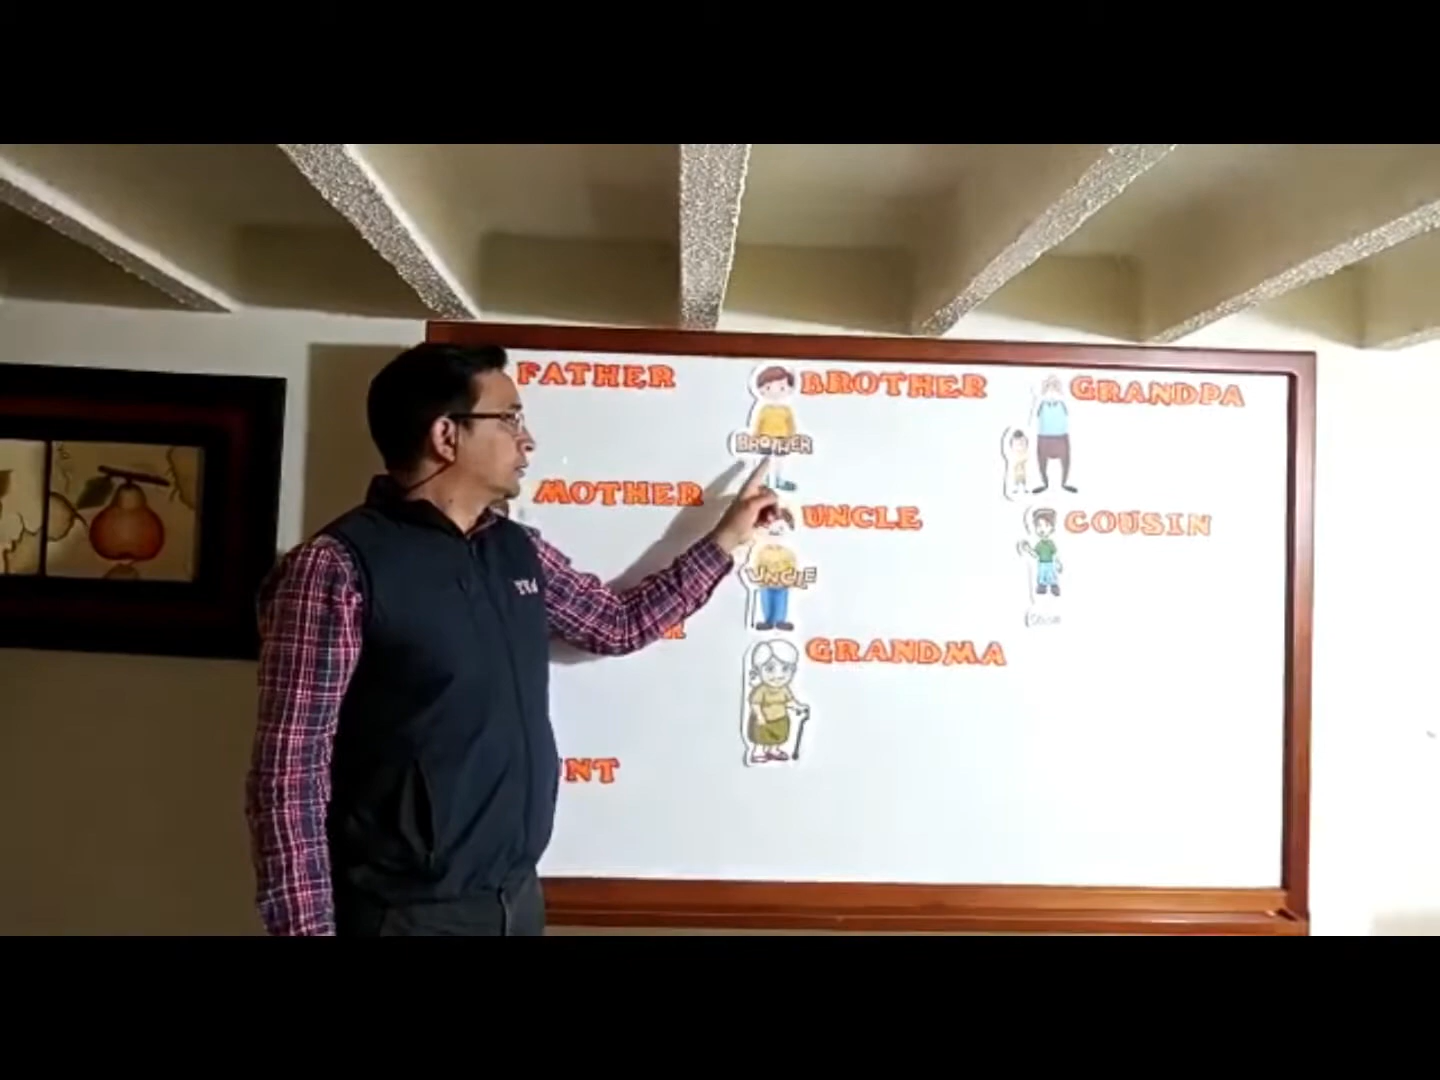 FATHER
BROTHER
GRANDPA
BROTHER
MOTHER
UNCLE
COUSIN
UNCLE
GRANDMA